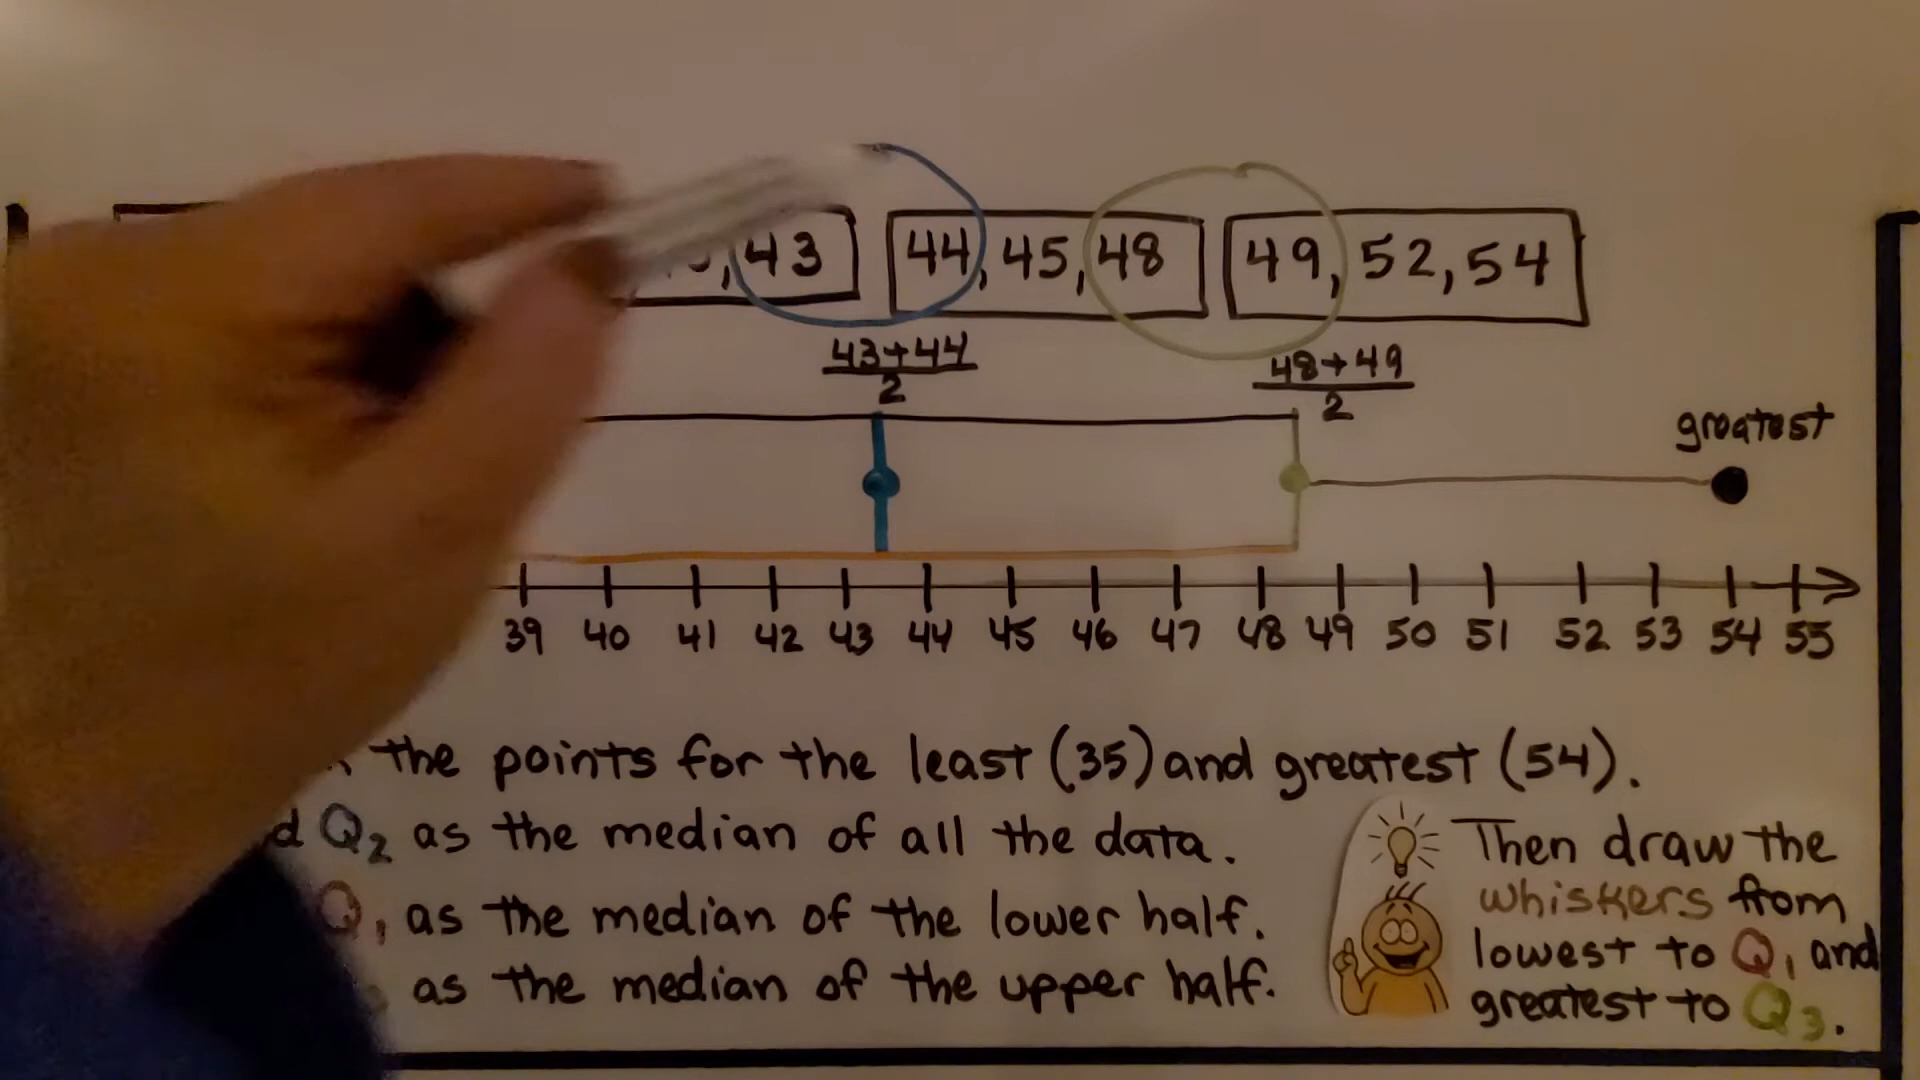 , 43 44, 45, 48 49, 52, 54
43+44
2
48+49
2
greatest
39 40 41 42 43 44 45 46 47 48 49 50 51 52 53 54 55
the points for the least (35) and greatest (54).
Q2 as the median of all the data.
Q1 as the median of the lower half.
as the median of the upper half.
Then draw the
whiskers from
lowest to Q1 and
greatest to Q3.